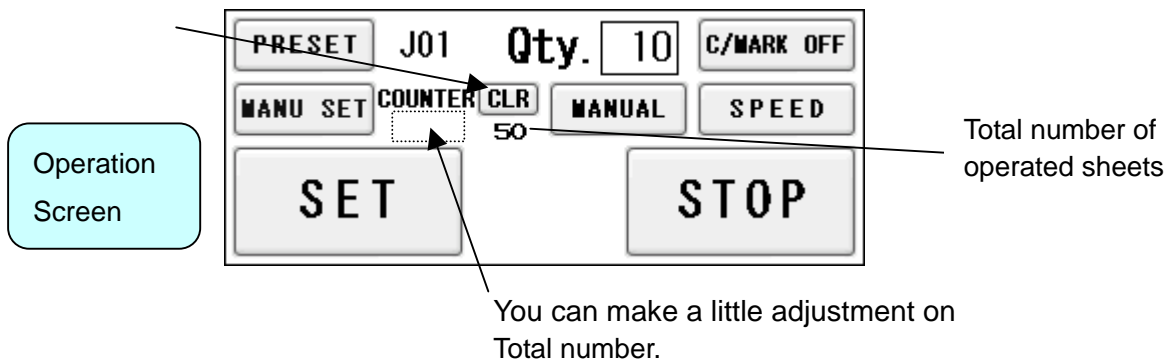 PRESET J01 Qty. 10 C/MARK OFF
MANU SET COUNTER CLR MANUAL SPEED
50
SET STOP
Operation
Screen
Total number of
operated sheets
You can make a little adjustment on
Total number.